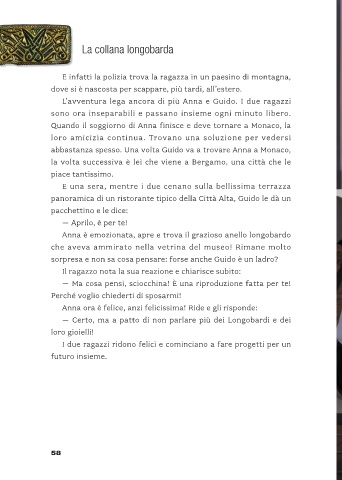 La collana longobarda
E infatti la polizia trova la ragazza in un paesino di montagna,
dove si è nascosta per scappare, più tardi, all'estero.
L'avventura lega ancora di più Anna e Guido. I due ragazzi
sono ora inseparabili e passano insieme ogni minuto libero.
Quando il soggiorno di Anna finisce e deve tornare a Monaco, la
loro amicizia continua. Trovano una soluzione per vedersi
abbastanza spesso. Una volta Guido va a trovare Anna a Monaco,
la volta successiva è lei che viene a Bergamo, una città che le
piace tantissimo.
E una sera, mentre i due cenano sulla bellissima terrazza
panoramica di un ristorante tipico della Città Alta, Guido le dà un
pacchettino e le dice:
— Aprilo, è per te!
Anna è emozionata, apre e trova il grazioso anello longobardo
che aveva ammirato nella vetrina del museo! Rimane molto
sorpresa e non sa cosa pensare: forse anche Guido è un ladro?
Il ragazzo nota la sua reazione e chiarisce subito:
— Ma cosa pensi, sciocchina! È una riproduzione fatta per te!
Perché voglio chiederti di sposarmi!
Anna ora è felice, anzi felicissima! Ride e gli risponde:
— Certo, ma a patto di non parlare più dei Longobardi e dei
loro gioielli!
I due ragazzi ridono felici e cominciano a fare progetti per un
futuro insieme.
58